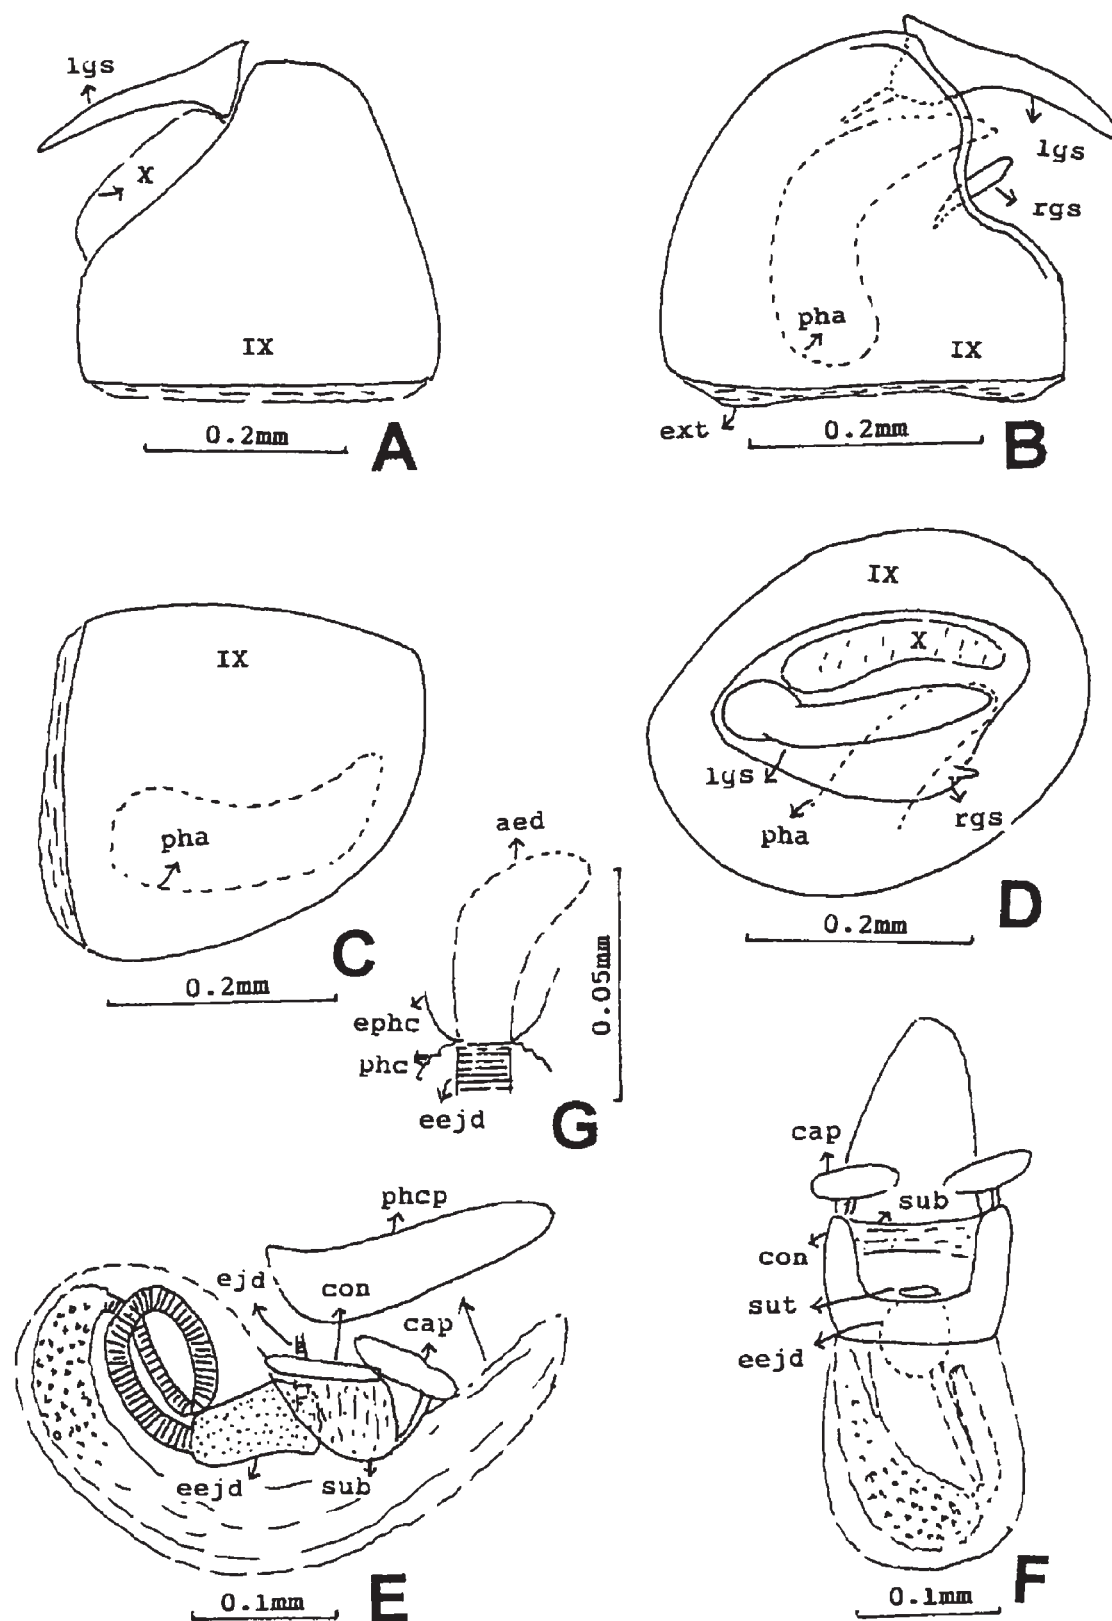 lgs
X
IX
0.2mm
A
lgs
rgs
pha
IX
ext
0.2mm
B
IX
pha
0.2mm
C
IX
X
lgs
pha
rgs
0.2mm
D
aed
ephc
phc
eejd
0.05mm
G
phcp
ejd
con
cap
eejd
sub
0.1mm
E
cap
sub
con
sut
eejd
0.1mm
F